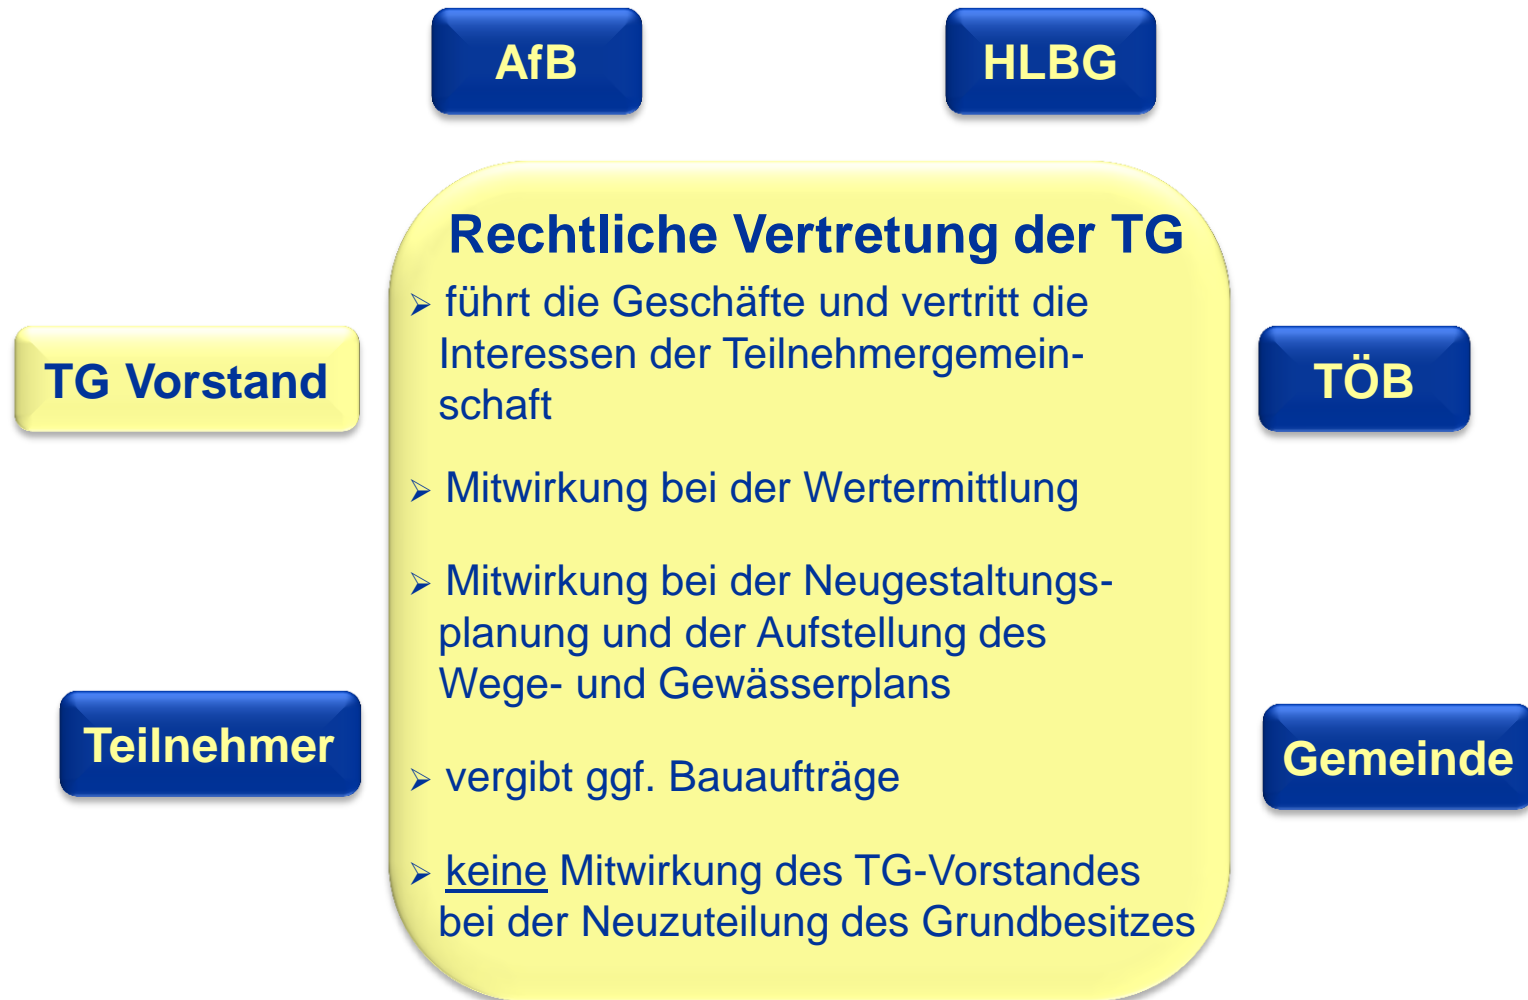 AfB
HLBG
Rechtliche Vertretung der TG
➢ führt die Geschäfte und vertritt die
Interessen der Teilnehmergemein-
schaft
➢ Mitwirkung bei der Wertermittlung
➢ Mitwirkung bei der Neugestaltungs-
planung und der Aufstellung des
Wege- und Gewässerplans
➢ vergibt ggf. Bauaufträge
➢ keine Mitwirkung des TG-Vorstandes
bei der Neuzuteilung des Grundbesitzes
TG Vorstand
TÖB
Teilnehmer
Gemeinde